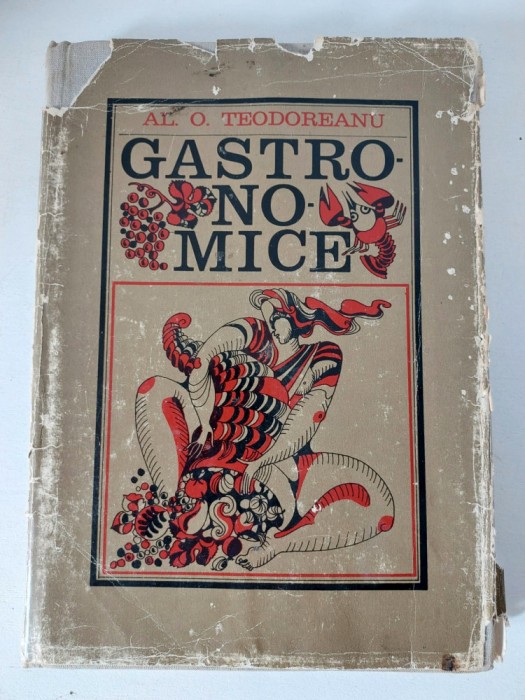 AL. O. TEODOREANU
GASTRO-
NO-
MICE